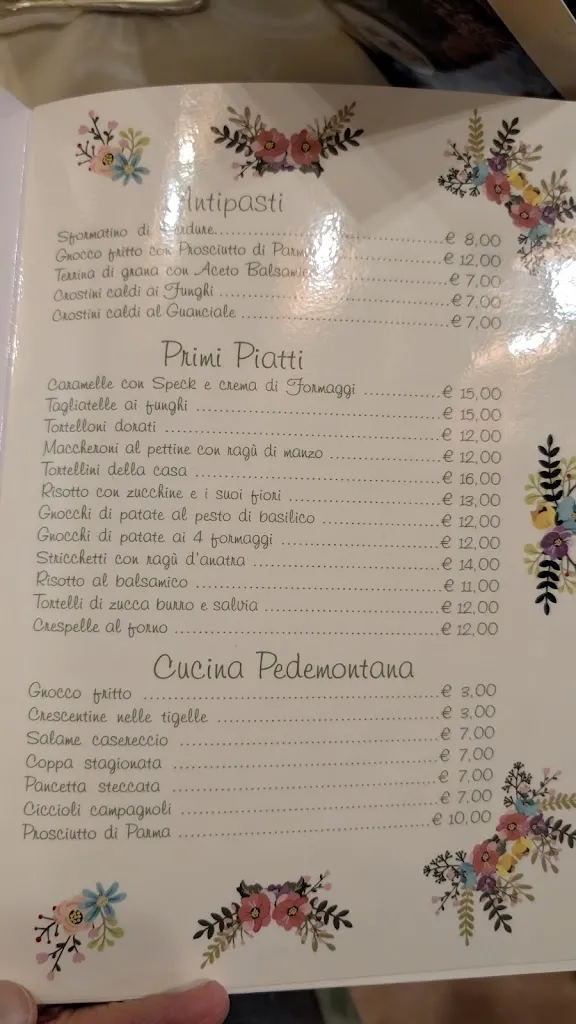 Antipasti
Sformatino di Verdure € 8,00
Gnocco fritto con Prosciutto di Parma € 12,00
Terrina di grana con Aceto Balsamico € 7,00
Crostini caldi ai Funghi € 7,00
Crostini caldi al Guanciale € 7,00
Primi Piatti
Caramelle con Speck e crema di Formaggi € 15,00
Tagliatelle ai funghi € 15,00
Tortelloni dorati € 12,00
Maccheroni al pettine con ragù di manzo € 12,00
Tortellini della casa € 16,00
Risotto con zucchine e i suoi fiori € 13,00
Gnocchi di patate al pesto di basilico € 12,00
Gnocchi di patate ai 4 formaggi € 12,00
Stricchetti con ragù d'anatra € 14,00
Risotto al balsamico € 11,00
Tortelli di zucca burro e salvia € 12,00
Crespelle al forno € 12,00
Cucina Pedemontana
Gnocco fritto € 3,00
Crescentine nelle tigelle € 3,00
Salame casereccio € 7,00
Coppa stagionata € 7,00
Pancetta steccata € 7,00
Ciccioli campagnoli € 7,00
Prosciutto di Parma € 10,00